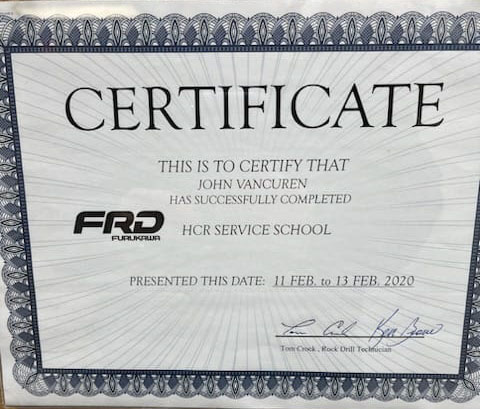 CERTIFICATE
THIS IS TO CERTIFY THAT
JOHN VANCUREN
HAS SUCCESSFULLY COMPLETED
FRD
FURUKAWA
HCR SERVICE SCHOOL
PRESENTED THIS DATE: 11 FEB. to 13 FEB. 2020
Tom Crock, Rock Drill Technician